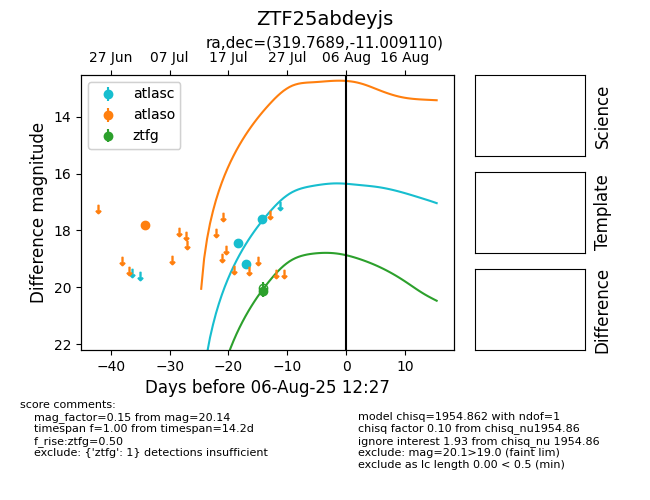 ZTF25abdeyjs
ra,dec=(319.7689,-11.009110)
27 Jun 07 Jul 17 Jul 27 Jul 06 Aug 16 Aug
atlasc
atlaso
ztfg
14
16
18
20
22
Difference magnitude
−40 −30 −20 −10 0 10
Days before 06-Aug-25 12:27
Science
Template
Difference
score comments:
mag_factor=0.15 from mag=20.14
timespan f=1.00 from timespan=14.2d
f_rise:ztfg=0.50
exclude: {'ztfg': 1} detections insufficient
model chisq=1954.862 with ndof=1
chisq factor 0.10 from chisq_nu1954.86
ignore interest 1.93 from chisq_nu 1954.86
exclude: mag=20.1>19.0 (faint lim)
exclude as lc length 0.00 < 0.5 (min)